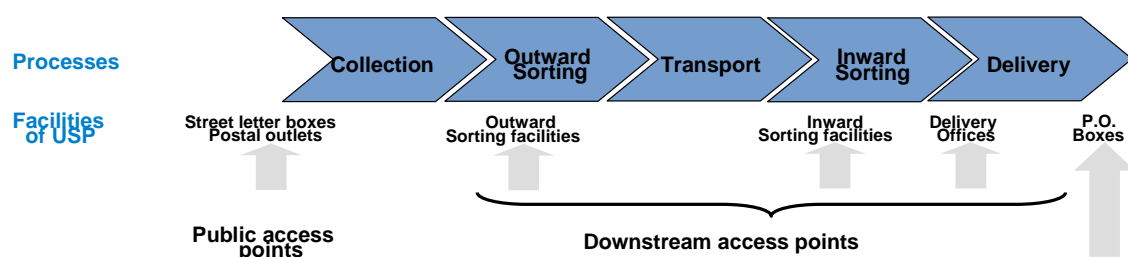 Processes
Collection
Outward
Sorting
Transport
Inward
Sorting
Delivery
Facilities
of USP
Street letter boxes
Postal outlets
Outward
Sorting facilities
Inward
Sorting facilities
Delivery
Offices
P.O.
Boxes
Public access
points
Downstream access points